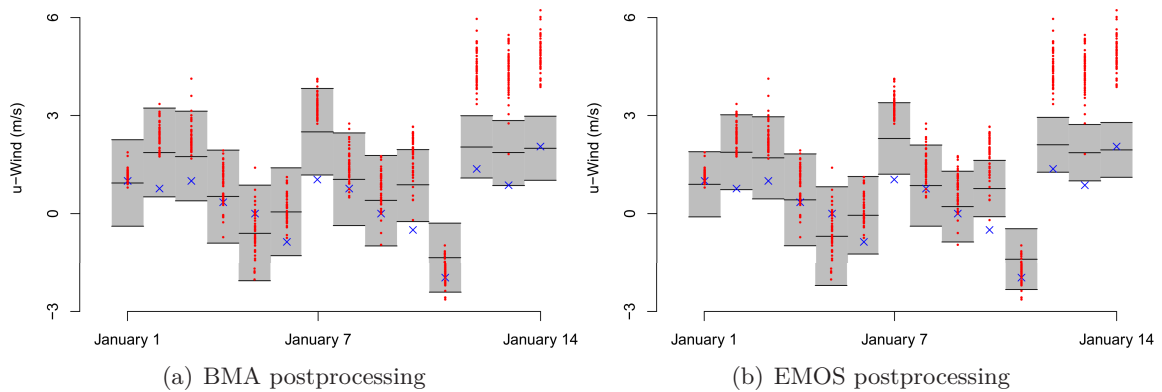 6
3
0
−3
u−Wind (m/s)
January 1
January 7
January 14
(a) BMA postprocessing
6
3
0
−3
u−Wind (m/s)
January 1
January 7
January 14
(b) EMOS postprocessing